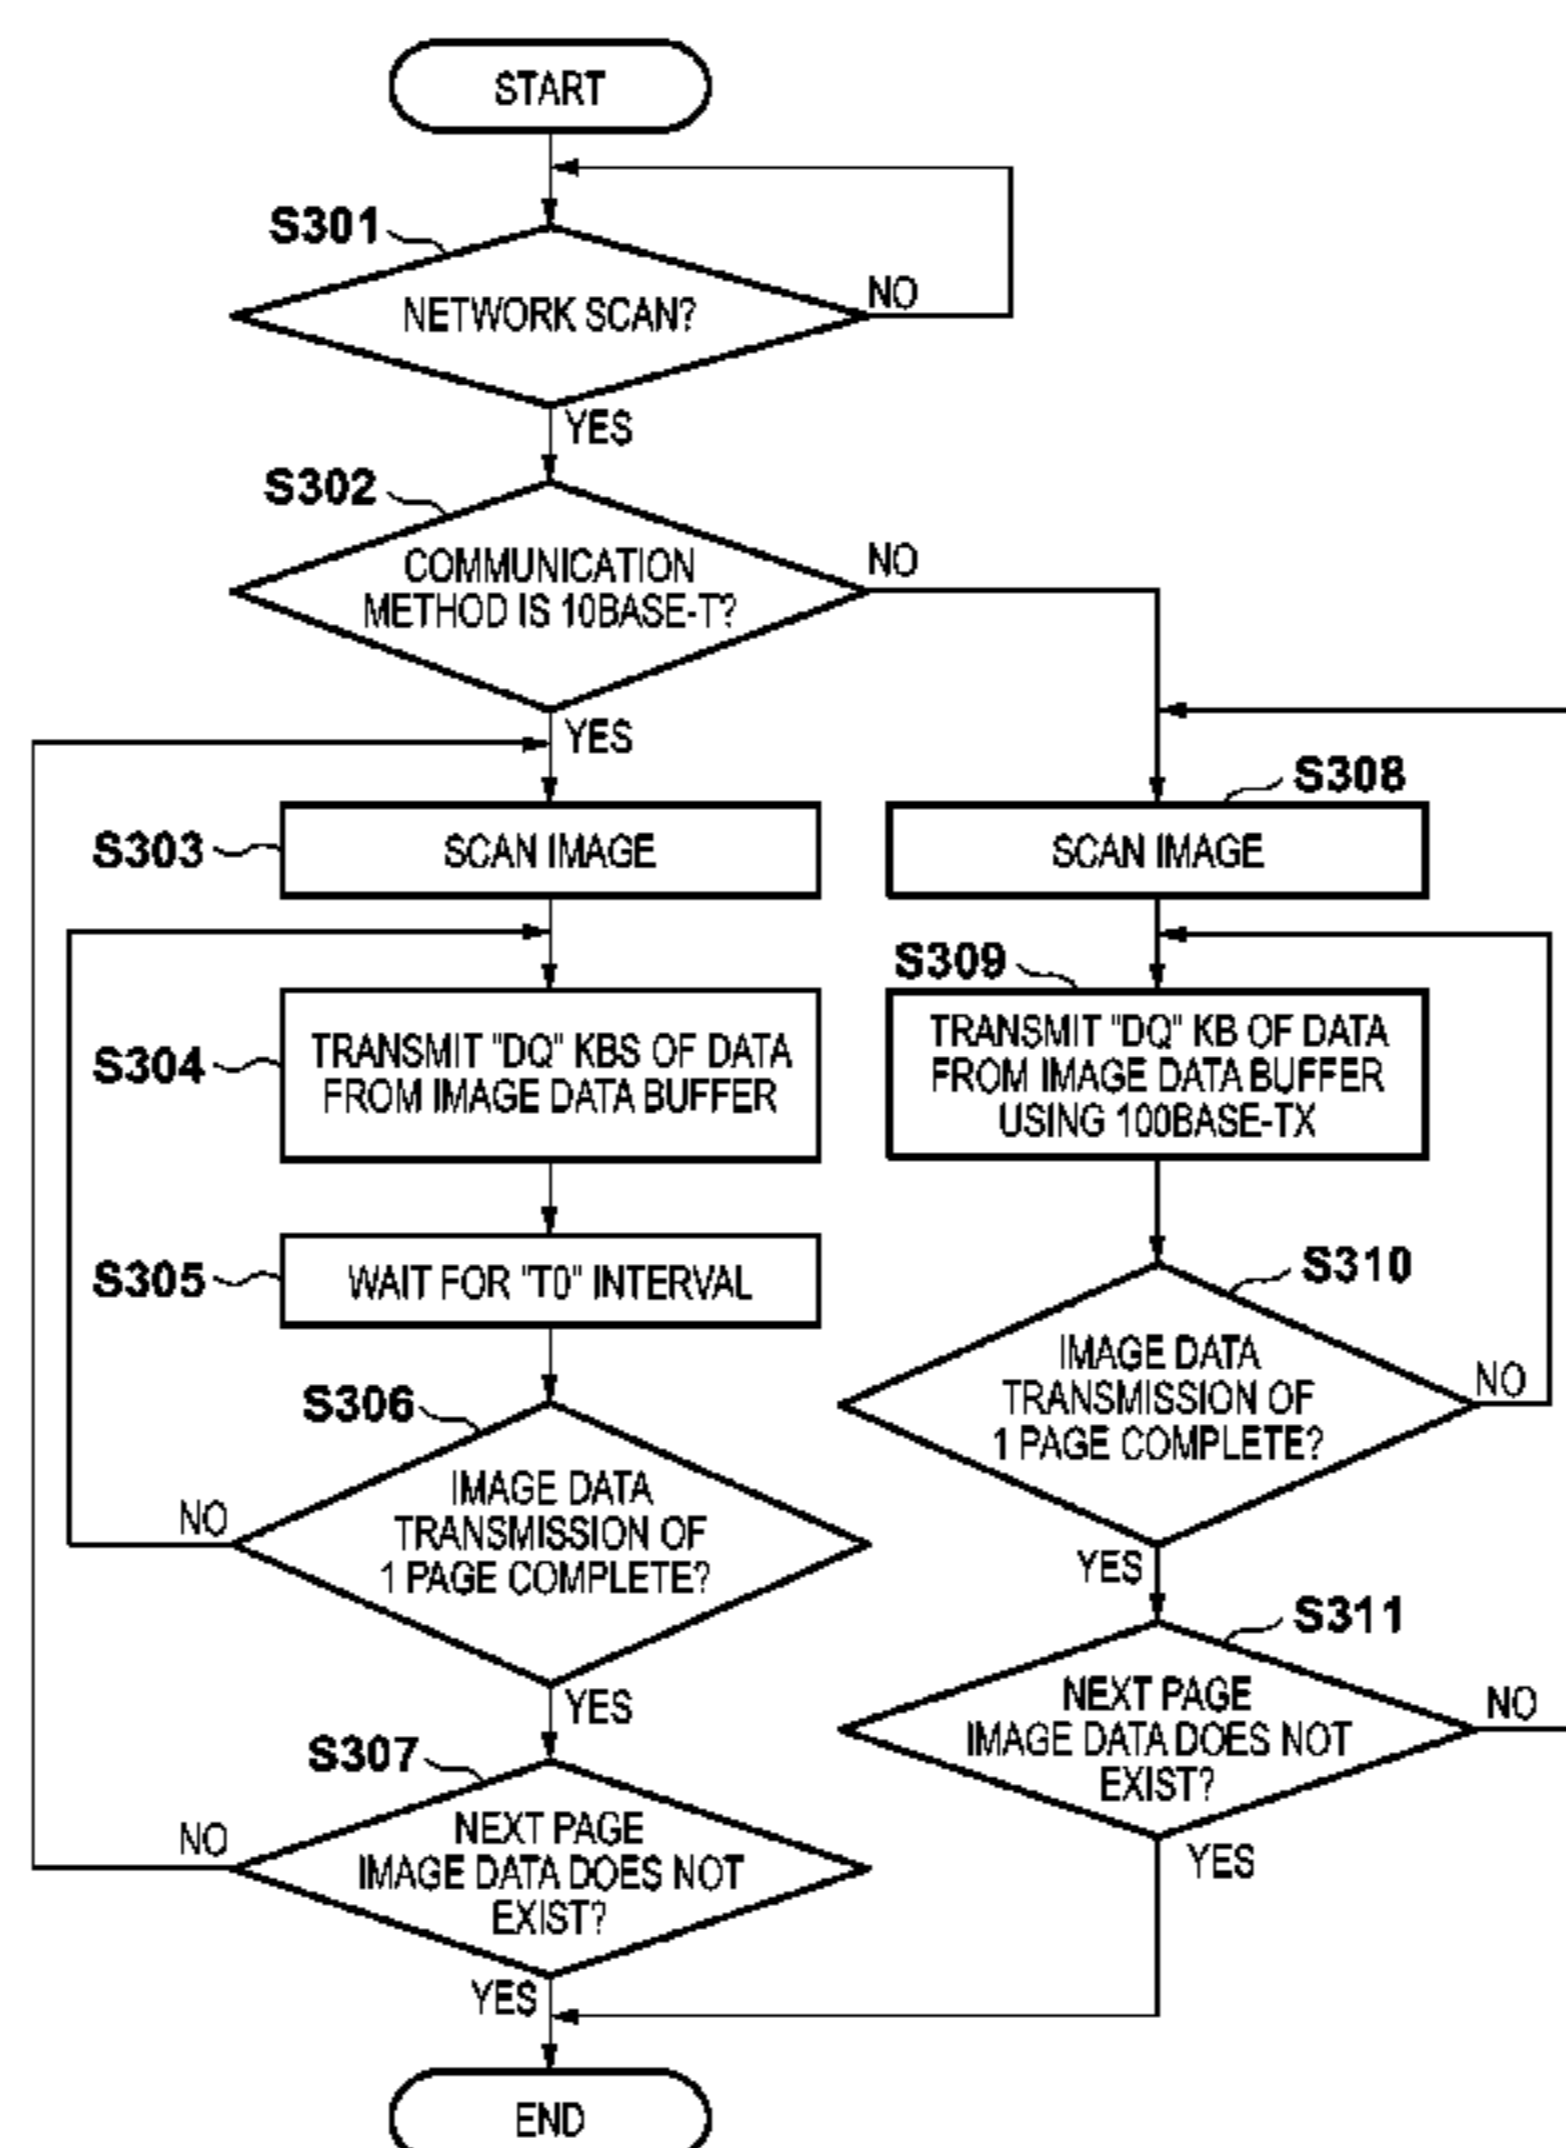 START
S301
NETWORK SCAN?
NO
YES
S302
COMMUNICATION
METHOD IS 10BASE-T?
NO
YES
S303
SCAN IMAGE
S304
TRANSMIT "DQ" KBS OF DATA
FROM IMAGE DATA BUFFER
S305
WAIT FOR "T0" INTERVAL
S306
IMAGE DATA
TRANSMISSION OF
1 PAGE COMPLETE?
NO
YES
S307
NEXT PAGE
IMAGE DATA DOES NOT
EXIST?
NO
YES
S308
SCAN IMAGE
S309
TRANSMIT "DQ" KB OF DATA
FROM IMAGE DATA BUFFER
USING 100BASE-TX
S310
IMAGE DATA
TRANSMISSION OF
1 PAGE COMPLETE?
NO
YES
S311
NEXT PAGE
IMAGE DATA DOES NOT
EXIST?
NO
YES
END